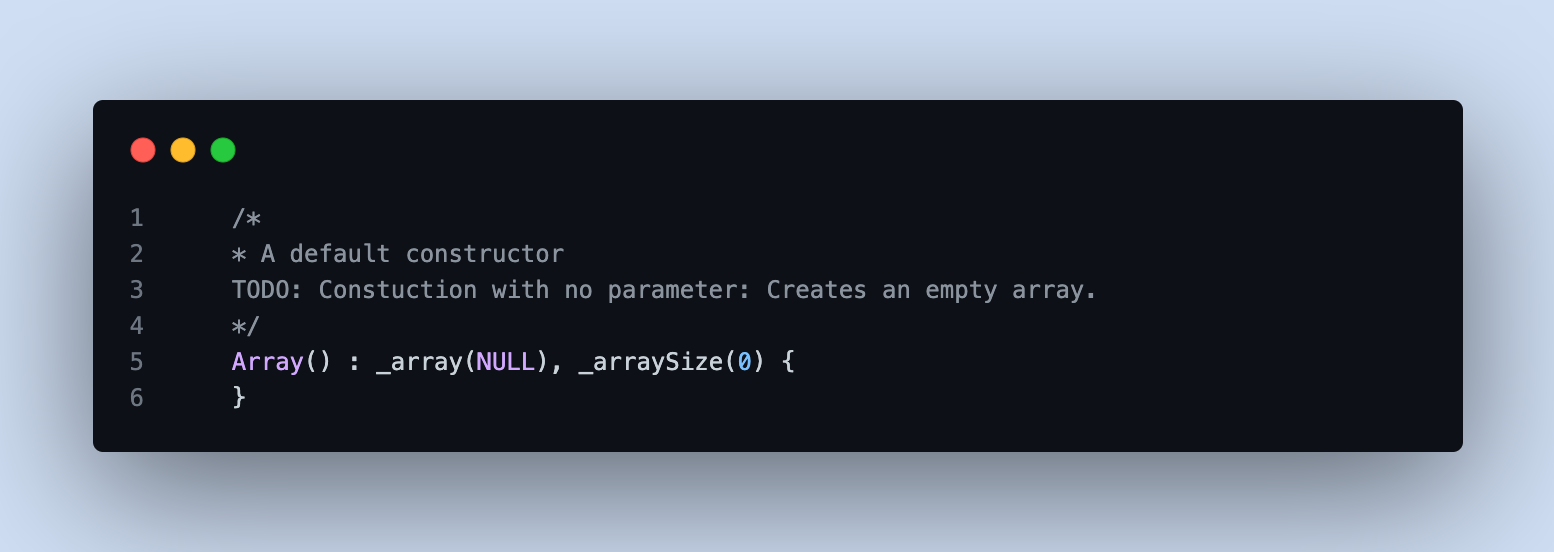 1 /*
2 * A default constructor
3 TODO: Constuction with no parameter: Creates an empty array.
4 */
5 Array() : _array(NULL), _arraySize(0) {
6 }